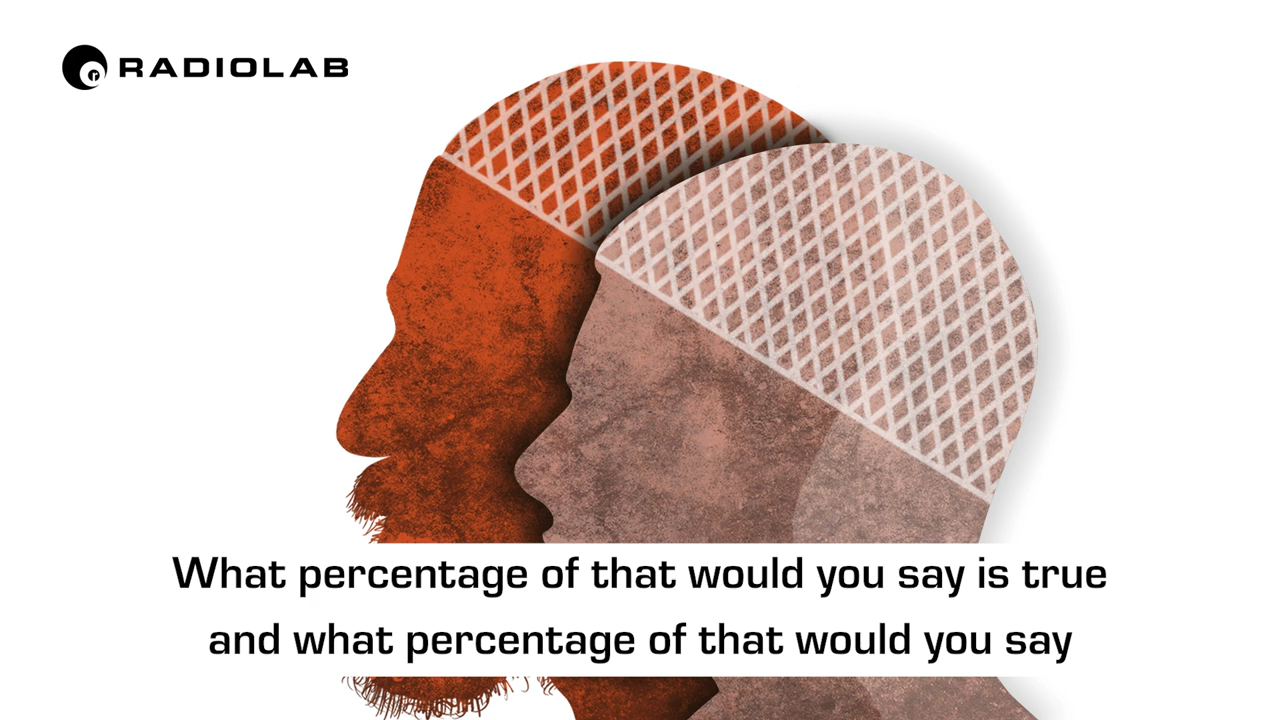 RADIOLAB
What percentage of that would you say is true
and what percentage of that would you say